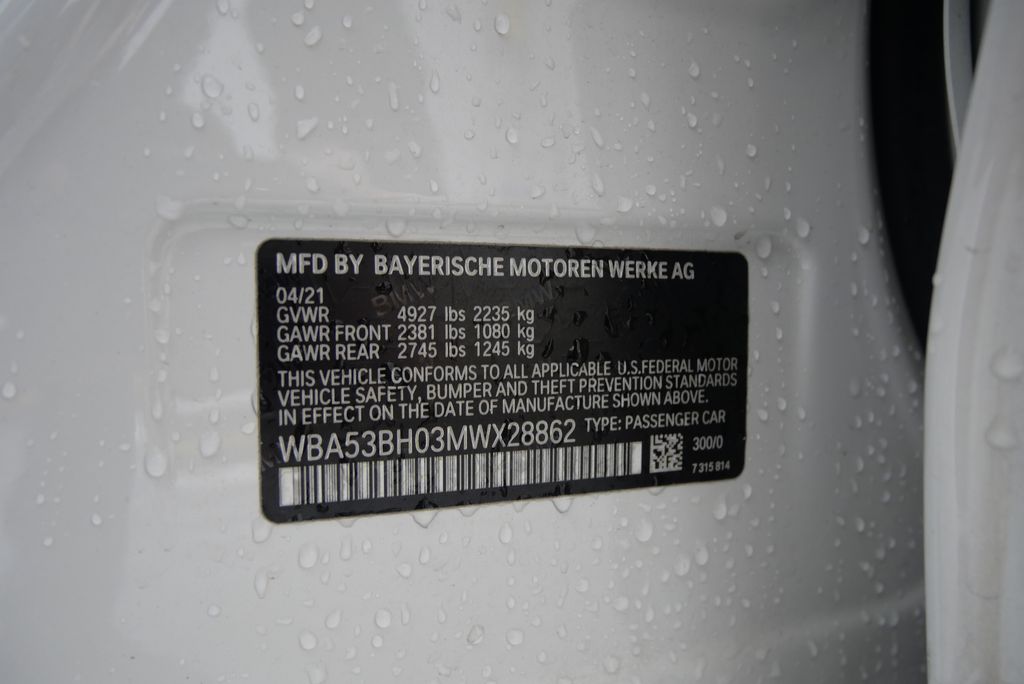 MFD BY BAYERISCHE MOTOREN WERKE AG
04/21
GVWR 4927 lbs 2235 kg
GAWR FRONT 2381 lbs 1080 kg
GAWR REAR 2745 lbs 1245 kg
THIS VEHICLE CONFORMS TO ALL APPLICABLE U.S.FEDERAL MOTOR
VEHICLE SAFETY, BUMPER AND THEFT PREVENTION STANDARDS
IN EFFECT ON THE DATE OF MANUFACTURE SHOWN ABOVE.
WBA53BH03MWX28862 TYPE: PASSENGER CAR
300/0
7 315 814